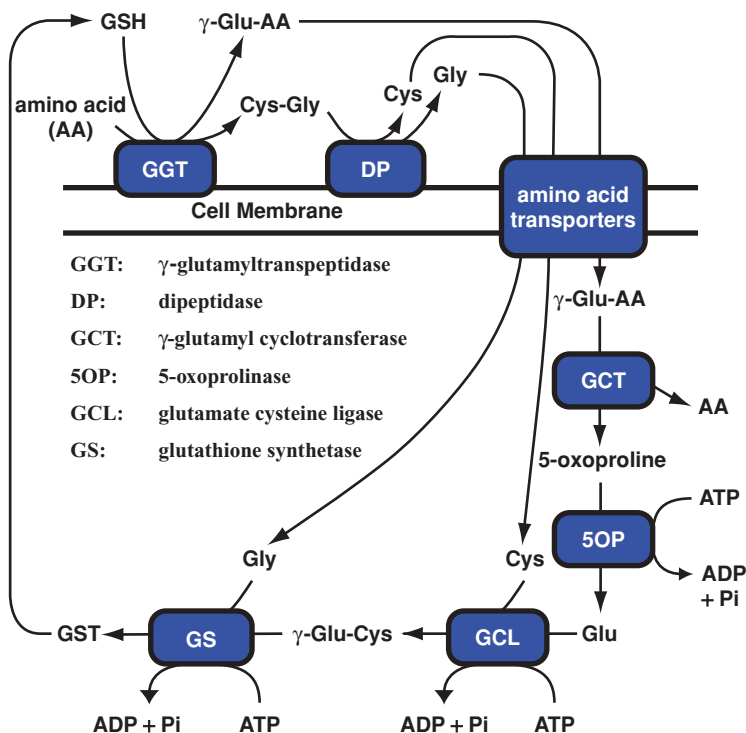 GSH
γ-Glu-AA
amino acid
(AA)
Cys-Gly
Cys
Gly
GGT
DP
amino acid
transporters
Cell Membrane
GGT: γ-glutamyltranspeptidase
DP: dipeptidase
GCT: γ-glutamyl cyclotransferase
5OP: 5-oxoprolinase
GCL: glutamate cysteine ligase
GS: glutathione synthetase
γ-Glu-AA
GCT
AA
5-oxoproline
ATP
5OP
ADP
+ Pi
Gly
Cys
GST
GS
γ-Glu-Cys
GCL
Glu
ADP + Pi
ATP
ADP + Pi
ATP